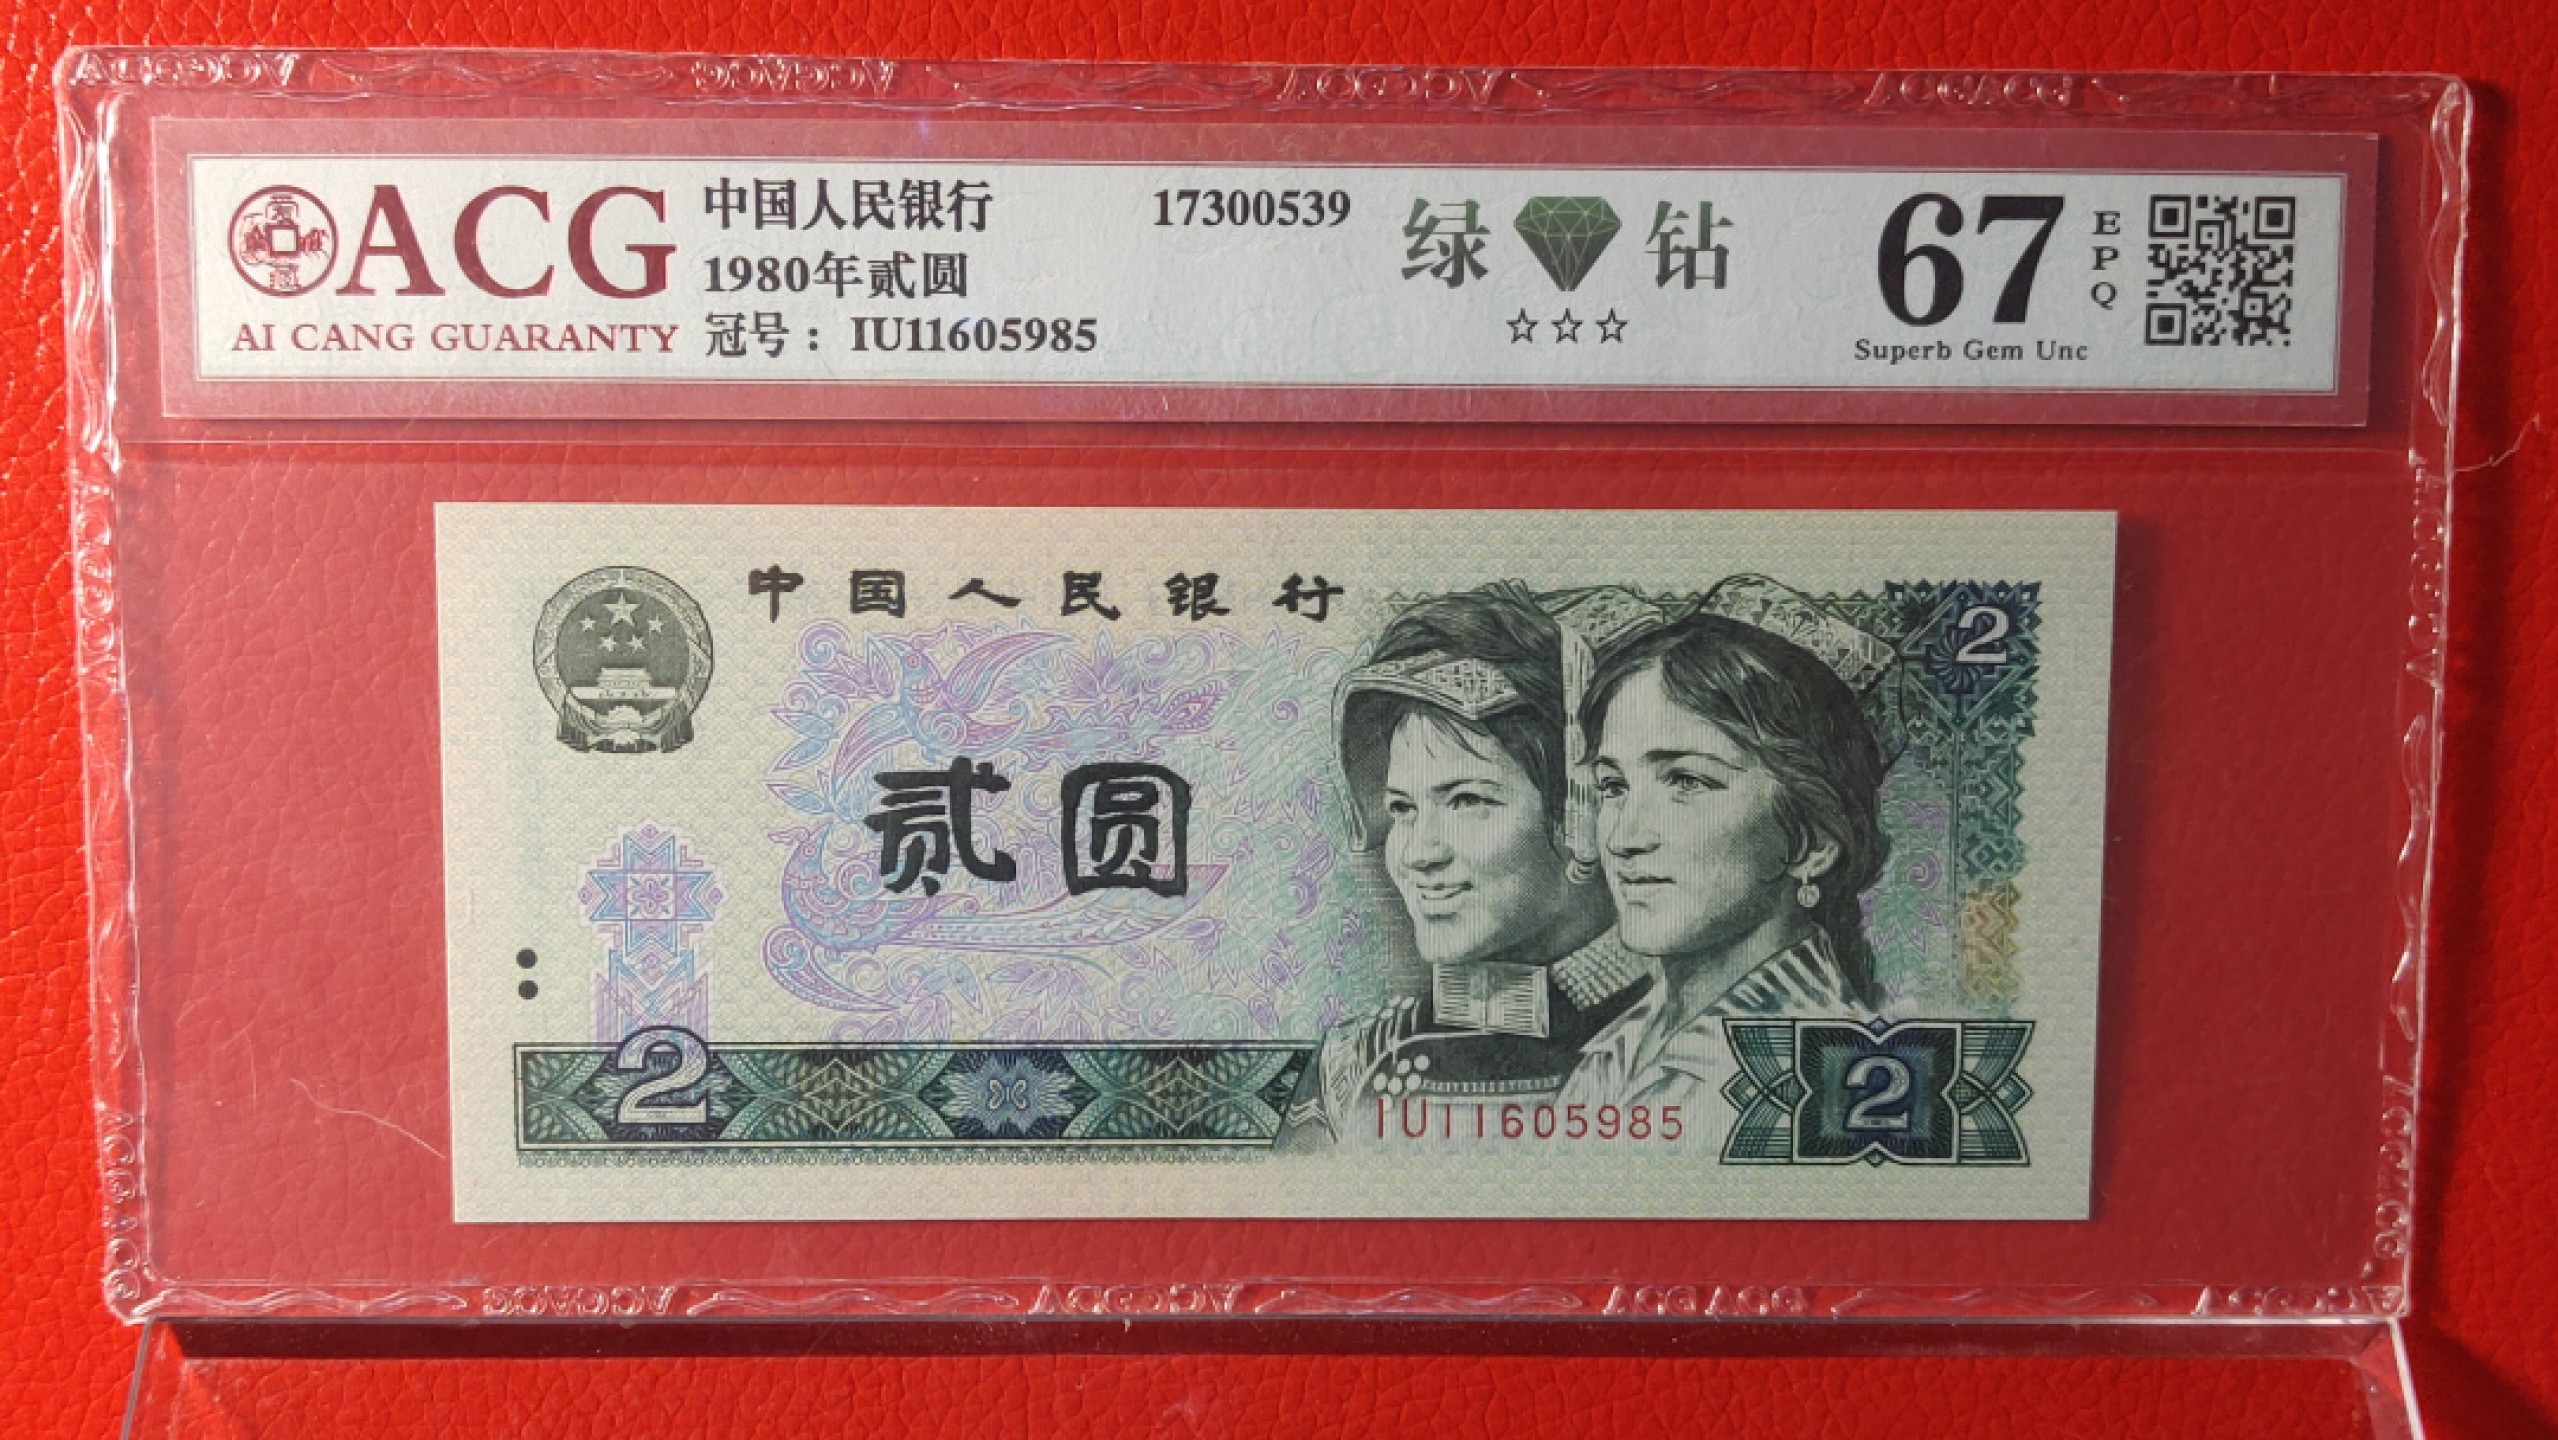 ACG
AI CANG GUARANTY
中国人民银行
1980年贰圆
冠号：IU11605985
17300539
绿 钻
☆☆☆
67
EPQ
Superb Gem Unc
中国人民银行
2
贰圆
2
IU11605985
2